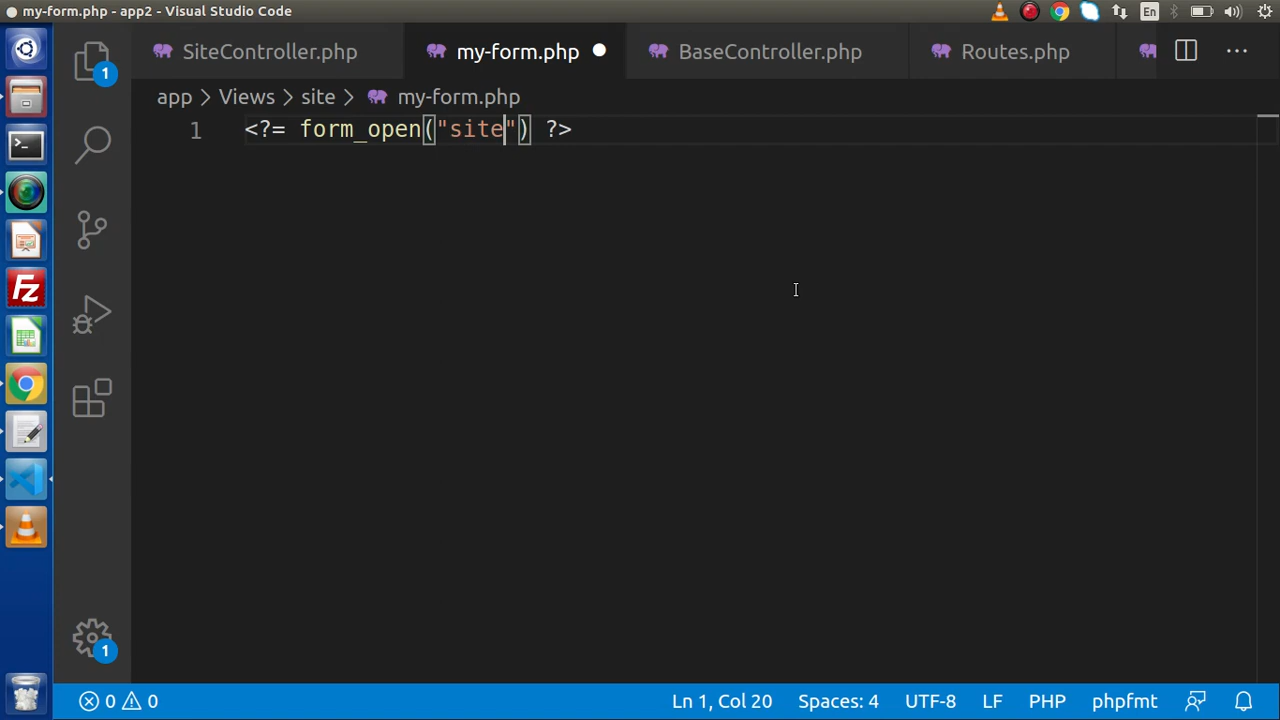 my-form.php - app2 - Visual Studio Code
En
SiteController.php
my-form.php
BaseController.php
Routes.php
app > Views > site > my-form.php
1 <?= form_open("site") ?>
1
Fz
1
0 0
Ln 1, Col 20
Spaces: 4
UTF-8
LF
PHP
phpfmt